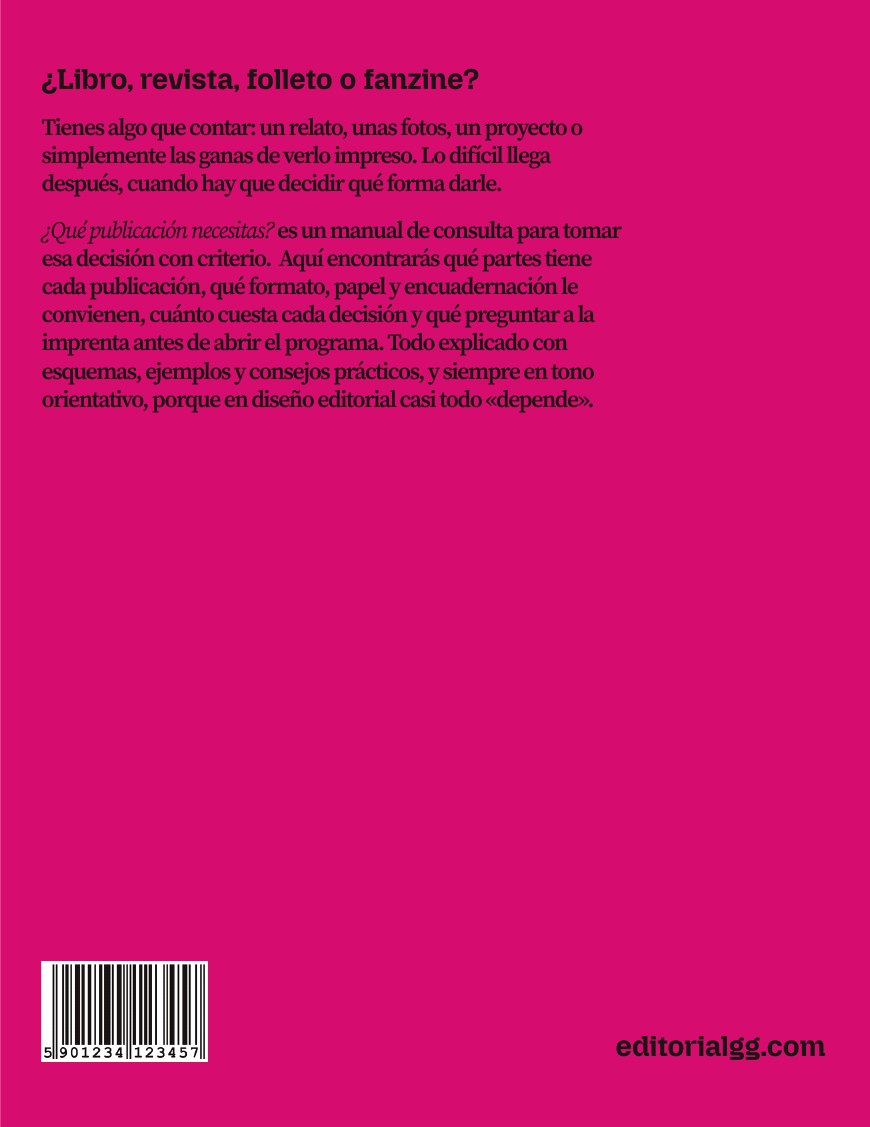 ¿Libro, revista, folleto o fanzine?
Tienes algo que contar: un relato, unas fotos, un proyecto o
simplemente las ganas de verlo impreso. Lo difícil llega
después, cuando hay que decidir qué forma darle.
¿Qué publicación necesitas? es un manual de consulta para tomar
esa decisión con criterio.  Aquí encontrarás qué partes tiene
cada publicación, qué formato, papel y encuadernación le
convienen, cuánto cuesta cada decisión y qué preguntar a la
imprenta antes de abrir el programa. Todo explicado con
esquemas, ejemplos y consejos prácticos, y siempre en tono
orientativo, porque en diseño editorial casi todo «depende».
5 901234 123457
editorialgg.com